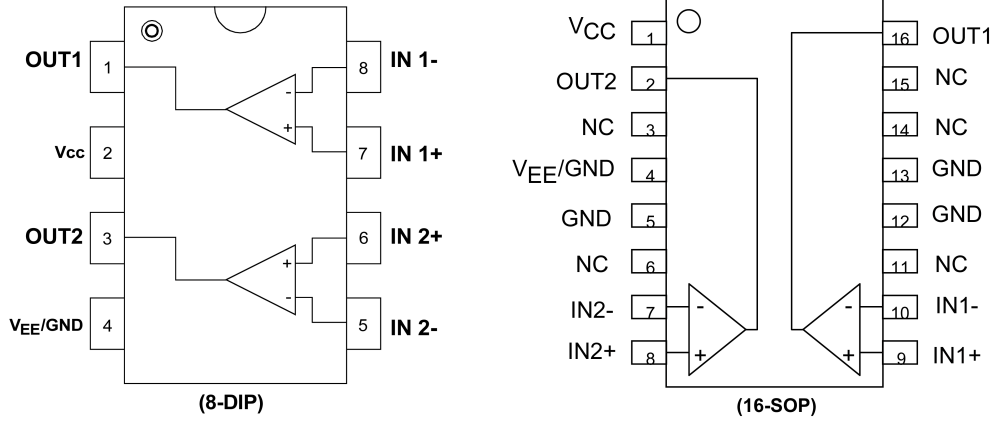 OUT1 1 - 8 IN 1-
Vcc 2 + 7 IN 1+
OUT2 3 + 6 IN 2+
VEE/GND 4 - 5 IN 2-
(8-DIP)
VCC 1 16 OUT1
OUT2 2 15 NC
NC 3 14 NC
VEE/GND 4 13 GND
GND 5 12 GND
NC 6 11 NC
IN2- 7 - - 10 IN1-
IN2+ 8 + + 9 IN1+
(16-SOP)